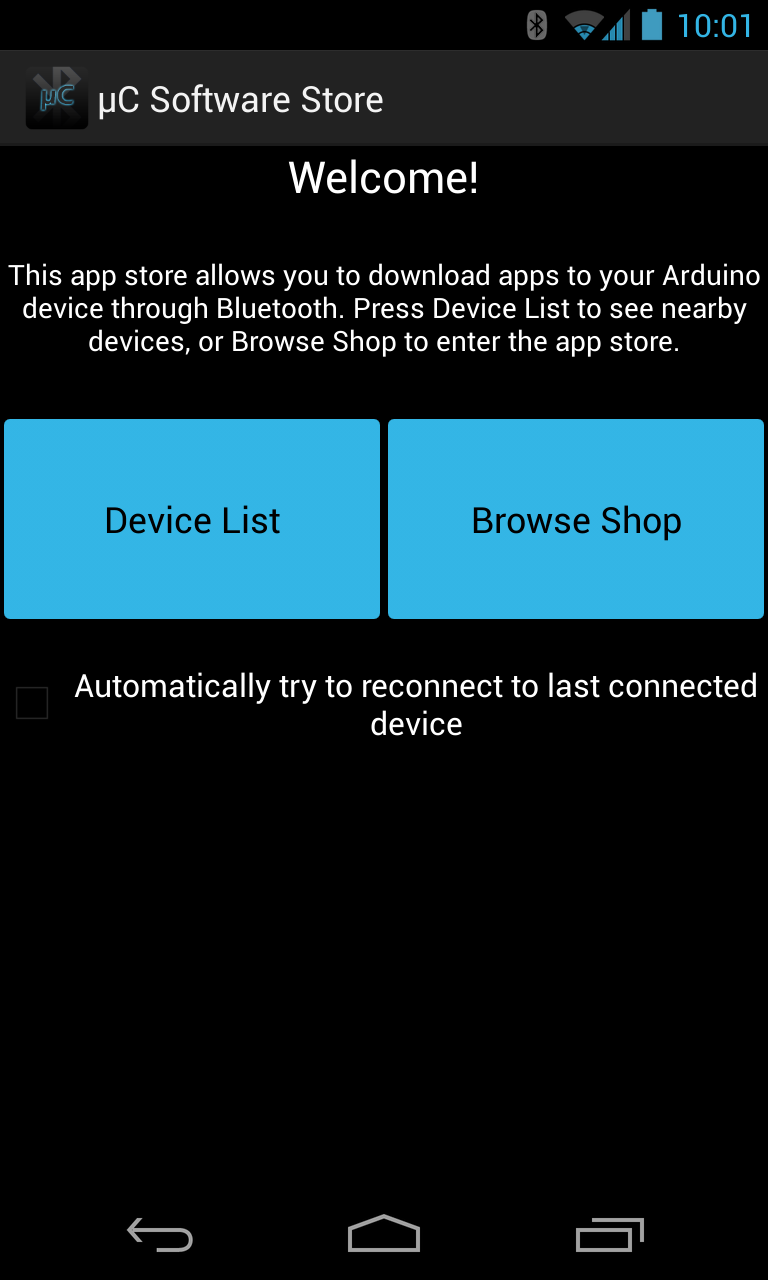 10:01
µC
µC Software Store
Welcome!
This app store allows you to download apps to your Arduino
device through Bluetooth. Press Device List to see nearby
devices, or Browse Shop to enter the app store.
Device List
Browse Shop
Automatically try to reconnect to last connected
device